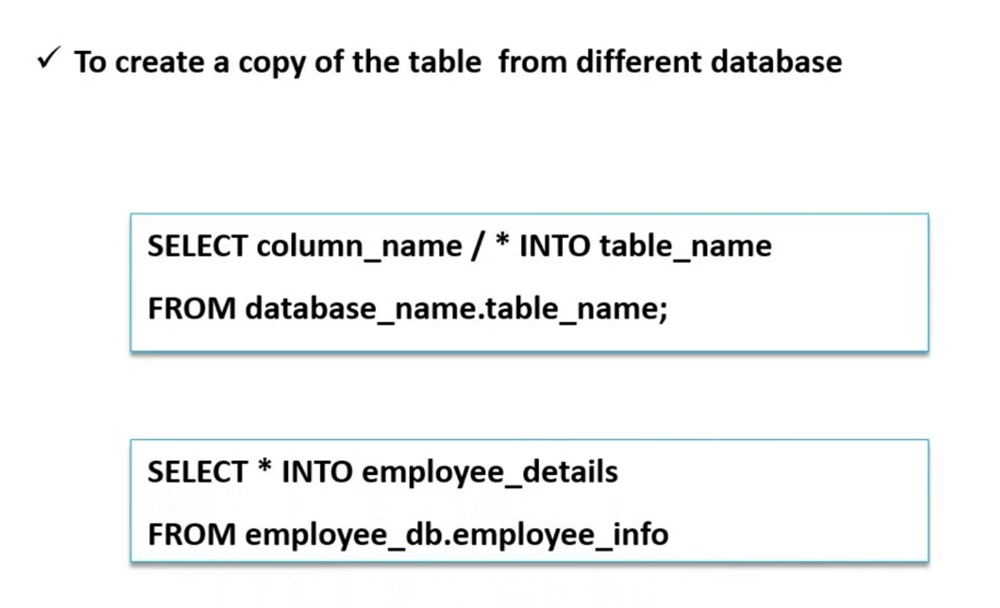 ✓ To create a copy of the table  from different database
SELECT column_name / * INTO table_name
FROM database_name.table_name;
SELECT * INTO employee_details
FROM employee_db.employee_info